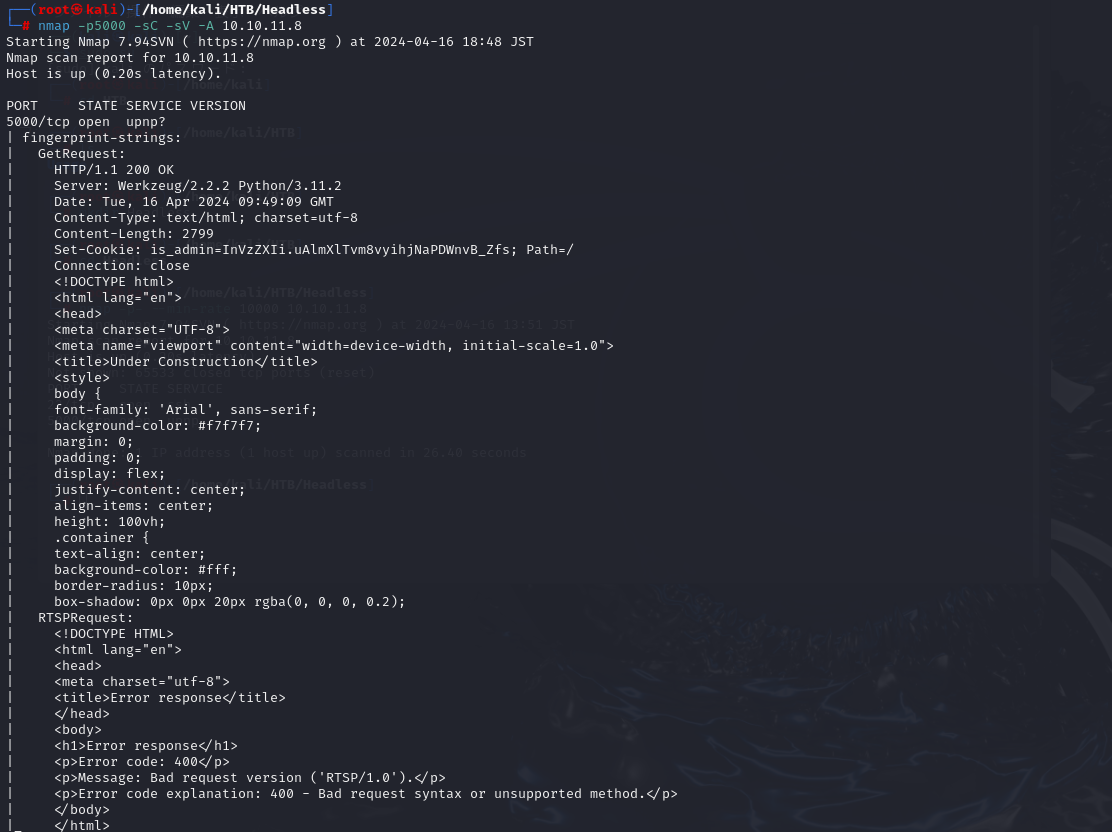 ┌──(root㉿kali)-[/home/kali/HTB/Headless]
└─# nmap -p5000 -sC -sV -A 10.10.11.8
Starting Nmap 7.94SVN ( https://nmap.org ) at 2024-04-16 18:48 JST
Nmap scan report for 10.10.11.8
Host is up (0.20s latency).

PORT     STATE SERVICE VERSION
5000/tcp open  upnp?
| fingerprint-strings:
|   GetRequest:
|     HTTP/1.1 200 OK
|     Server: Werkzeug/2.2.2 Python/3.11.2
|     Date: Tue, 16 Apr 2024 09:49:09 GMT
|     Content-Type: text/html; charset=utf-8
|     Content-Length: 2799
|     Set-Cookie: is_admin=InVzZXIi.uAlmXlTvm8vyihjNaPDWnvB_Zfs; Path=/
|     Connection: close
|     <!DOCTYPE html>
|     <html lang="en">
|     <head>
|     <meta charset="UTF-8">
|     <meta name="viewport" content="width=device-width, initial-scale=1.0">
|     <title>Under Construction</title>
|     <style>
|     body {
|     font-family: 'Arial', sans-serif;
|     background-color: #f7f7f7;
|     margin: 0;
|     padding: 0;
|     display: flex;
|     justify-content: center;
|     align-items: center;
|     height: 100vh;
|     .container {
|     text-align: center;
|     background-color: #fff;
|     border-radius: 10px;
|     box-shadow: 0px 0px 20px rgba(0, 0, 0, 0.2);
|   RTSPRequest:
|     <!DOCTYPE HTML>
|     <html lang="en">
|     <head>
|     <meta charset="utf-8">
|     <title>Error response</title>
|     </head>
|     <body>
|     <h1>Error response</h1>
|     <p>Error code: 400</p>
|     <p>Message: Bad request version ('RTSP/1.0').</p>
|     <p>Error code explanation: 400 - Bad request syntax or unsupported method.</p>
|     </body>
|_    </html>